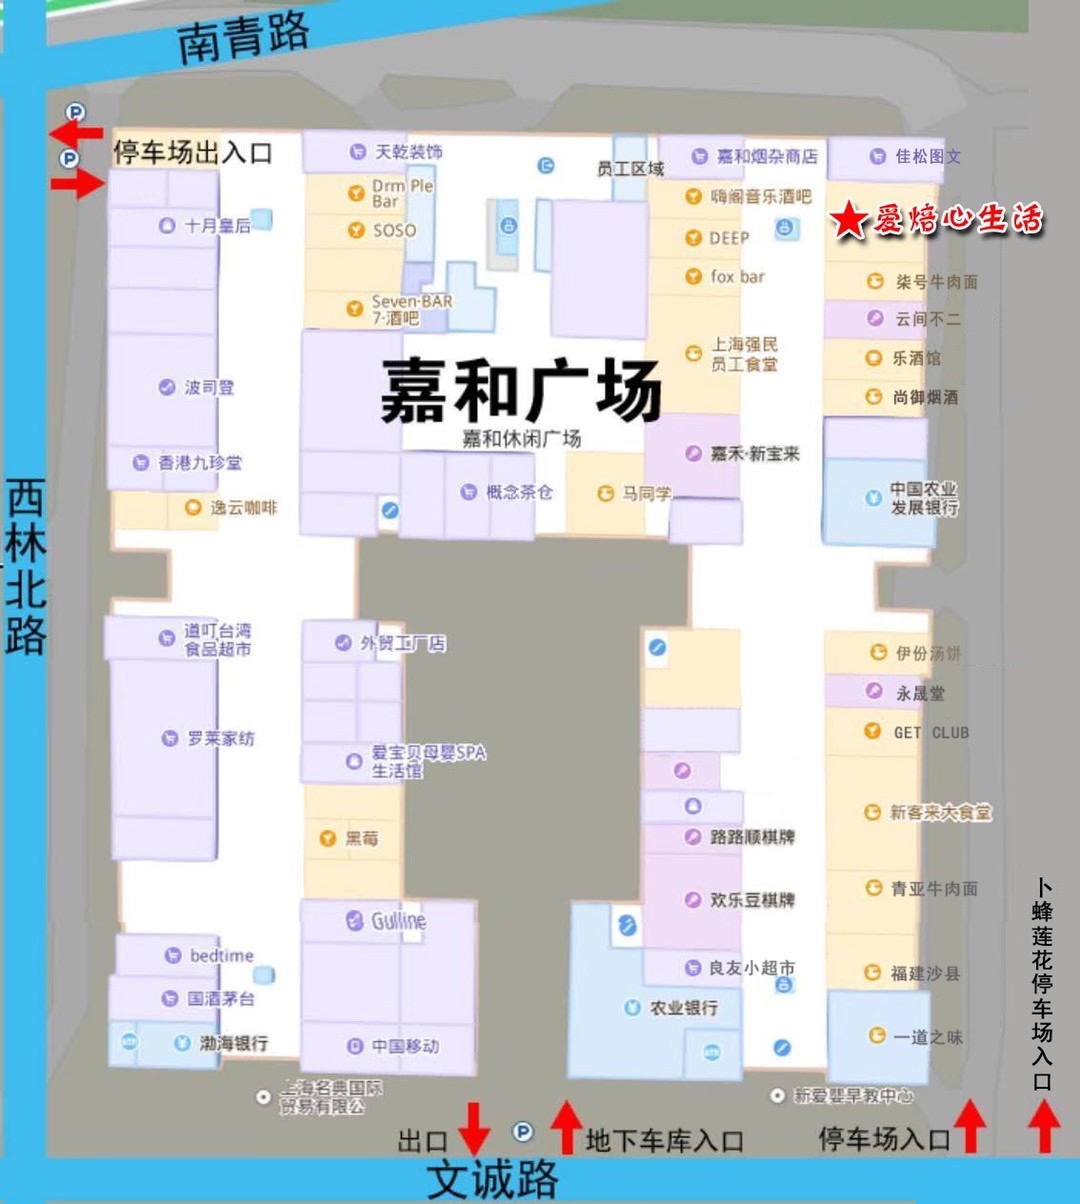 南青路
停车场出入口
天乾装饰
员工区域
嘉和烟杂商店
佳松图文
Drm Ple
Bar
嗨阁音乐酒吧
十月皇后
SOSO
DEEP
爱焙心生活
fox bar
柒号牛肉面
Seven·BAR
7·酒吧
云间不二
上海强民
员工食堂
乐酒馆
波司登
嘉和广场
尚御烟酒
嘉和休闲广场
嘉禾·新宝来
香港九珍堂
概念茶仓
马同学
中国农业
发展银行
逸云咖啡
西林北路
道叮台湾
食品超市
外贸工厂店
伊份汤饼
永晟堂
罗莱家纺
GET CLUB
爱宝贝母婴SPA
生活馆
新客来大食堂
黑莓
路路顺棋牌
青亚牛肉面
欢乐豆棋牌
Gulline
卜蜂莲花停车场入口
bedtime
良友小超市
福建沙县
国酒茅台
农业银行
渤海银行
中国移动
ATM
ATM
一道之味
上海名典国际
贸易有限公
新爱婴早教中心
出口
P
地下车库入口
停车场入口
文诚路
P
P